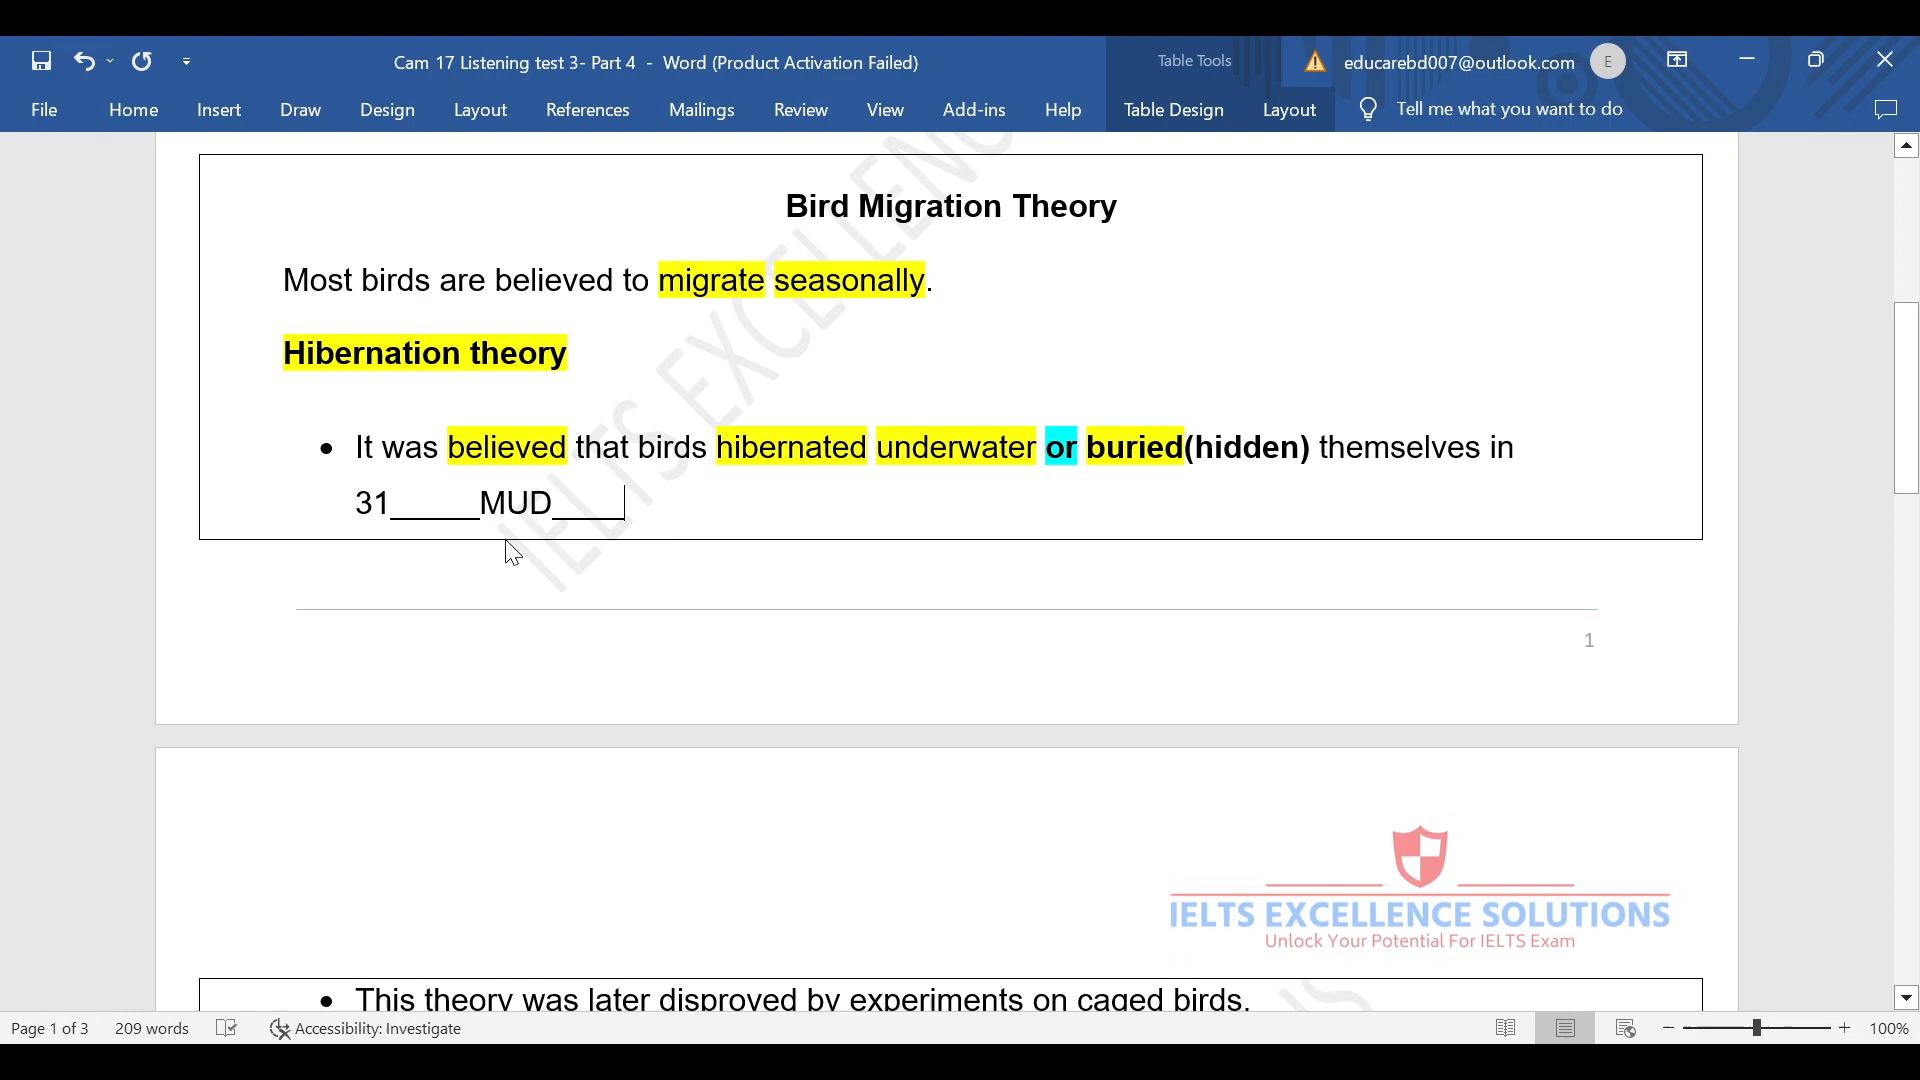 Cam 17 Listening test 3- Part 4 - Word (Product Activation Failed)
Table Tools
educarebd007@outlook.com
E
File Home Insert Draw Design Layout References Mailings Review View Add-ins Help Table Design Layout Tell me what you want to do
Bird Migration Theory
Most birds are believed to migrate seasonally.
Hibernation theory
• It was believed that birds hibernated underwater or buried(hidden) themselves in
31_____MUD____
IELTS EXCELLENC
1
IELTS EXCELLENCE SOLUTIONS
Unlock Your Potential For IELTS Exam
• This theory was later disproved by experiments on caged birds.
NS
Page 1 of 3 209 words Accessibility: Investigate 100%